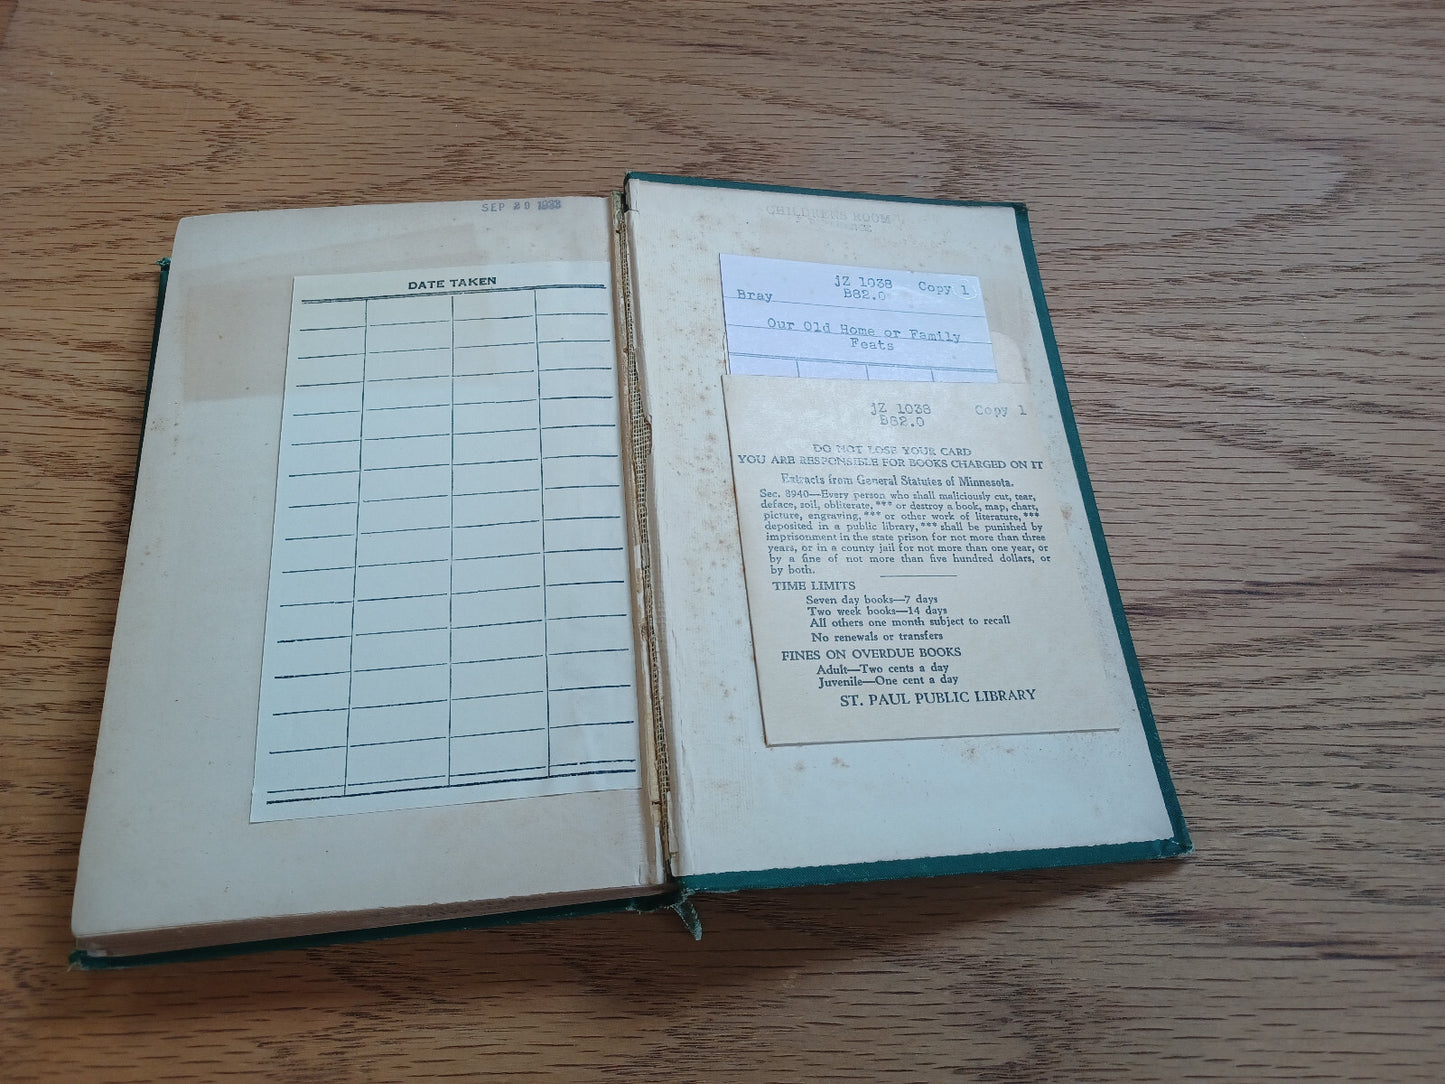 SEP 20
DATE TAKEN
CHILDRENS ROOM
jZ 1038 Copy 1
Bray B82.0
Our Old Home or Family
Feats
jZ 1038 Copy 1
B82.0
DO NOT LOSE YOUR CARD
YOU ARE RESPONSIBLE FOR BOOKS CHARGED ON IT
Extracts from General Statutes of Minnesota.
Sec. 8940—Every person who shall maliciously cut, tear,
deface, soil, obliterate, *** or destroy a book, map, chart,
picture, engraving, *** or other work of literature, ***
deposited in a public library, *** shall be punished by
imprisonment in the state prison for not more than three
years, or in a county jail for not more than one year, or
by a fine of not more than five hundred dollars, or
by both.
TIME LIMITS
Seven day books—7 days
Two week books—14 days
All others one month subject to recall
No renewals or transfers
FINES ON OVERDUE BOOKS
Adult—Two cents a day
Juvenile—One cent a day
ST. PAUL PUBLIC LIBRARY